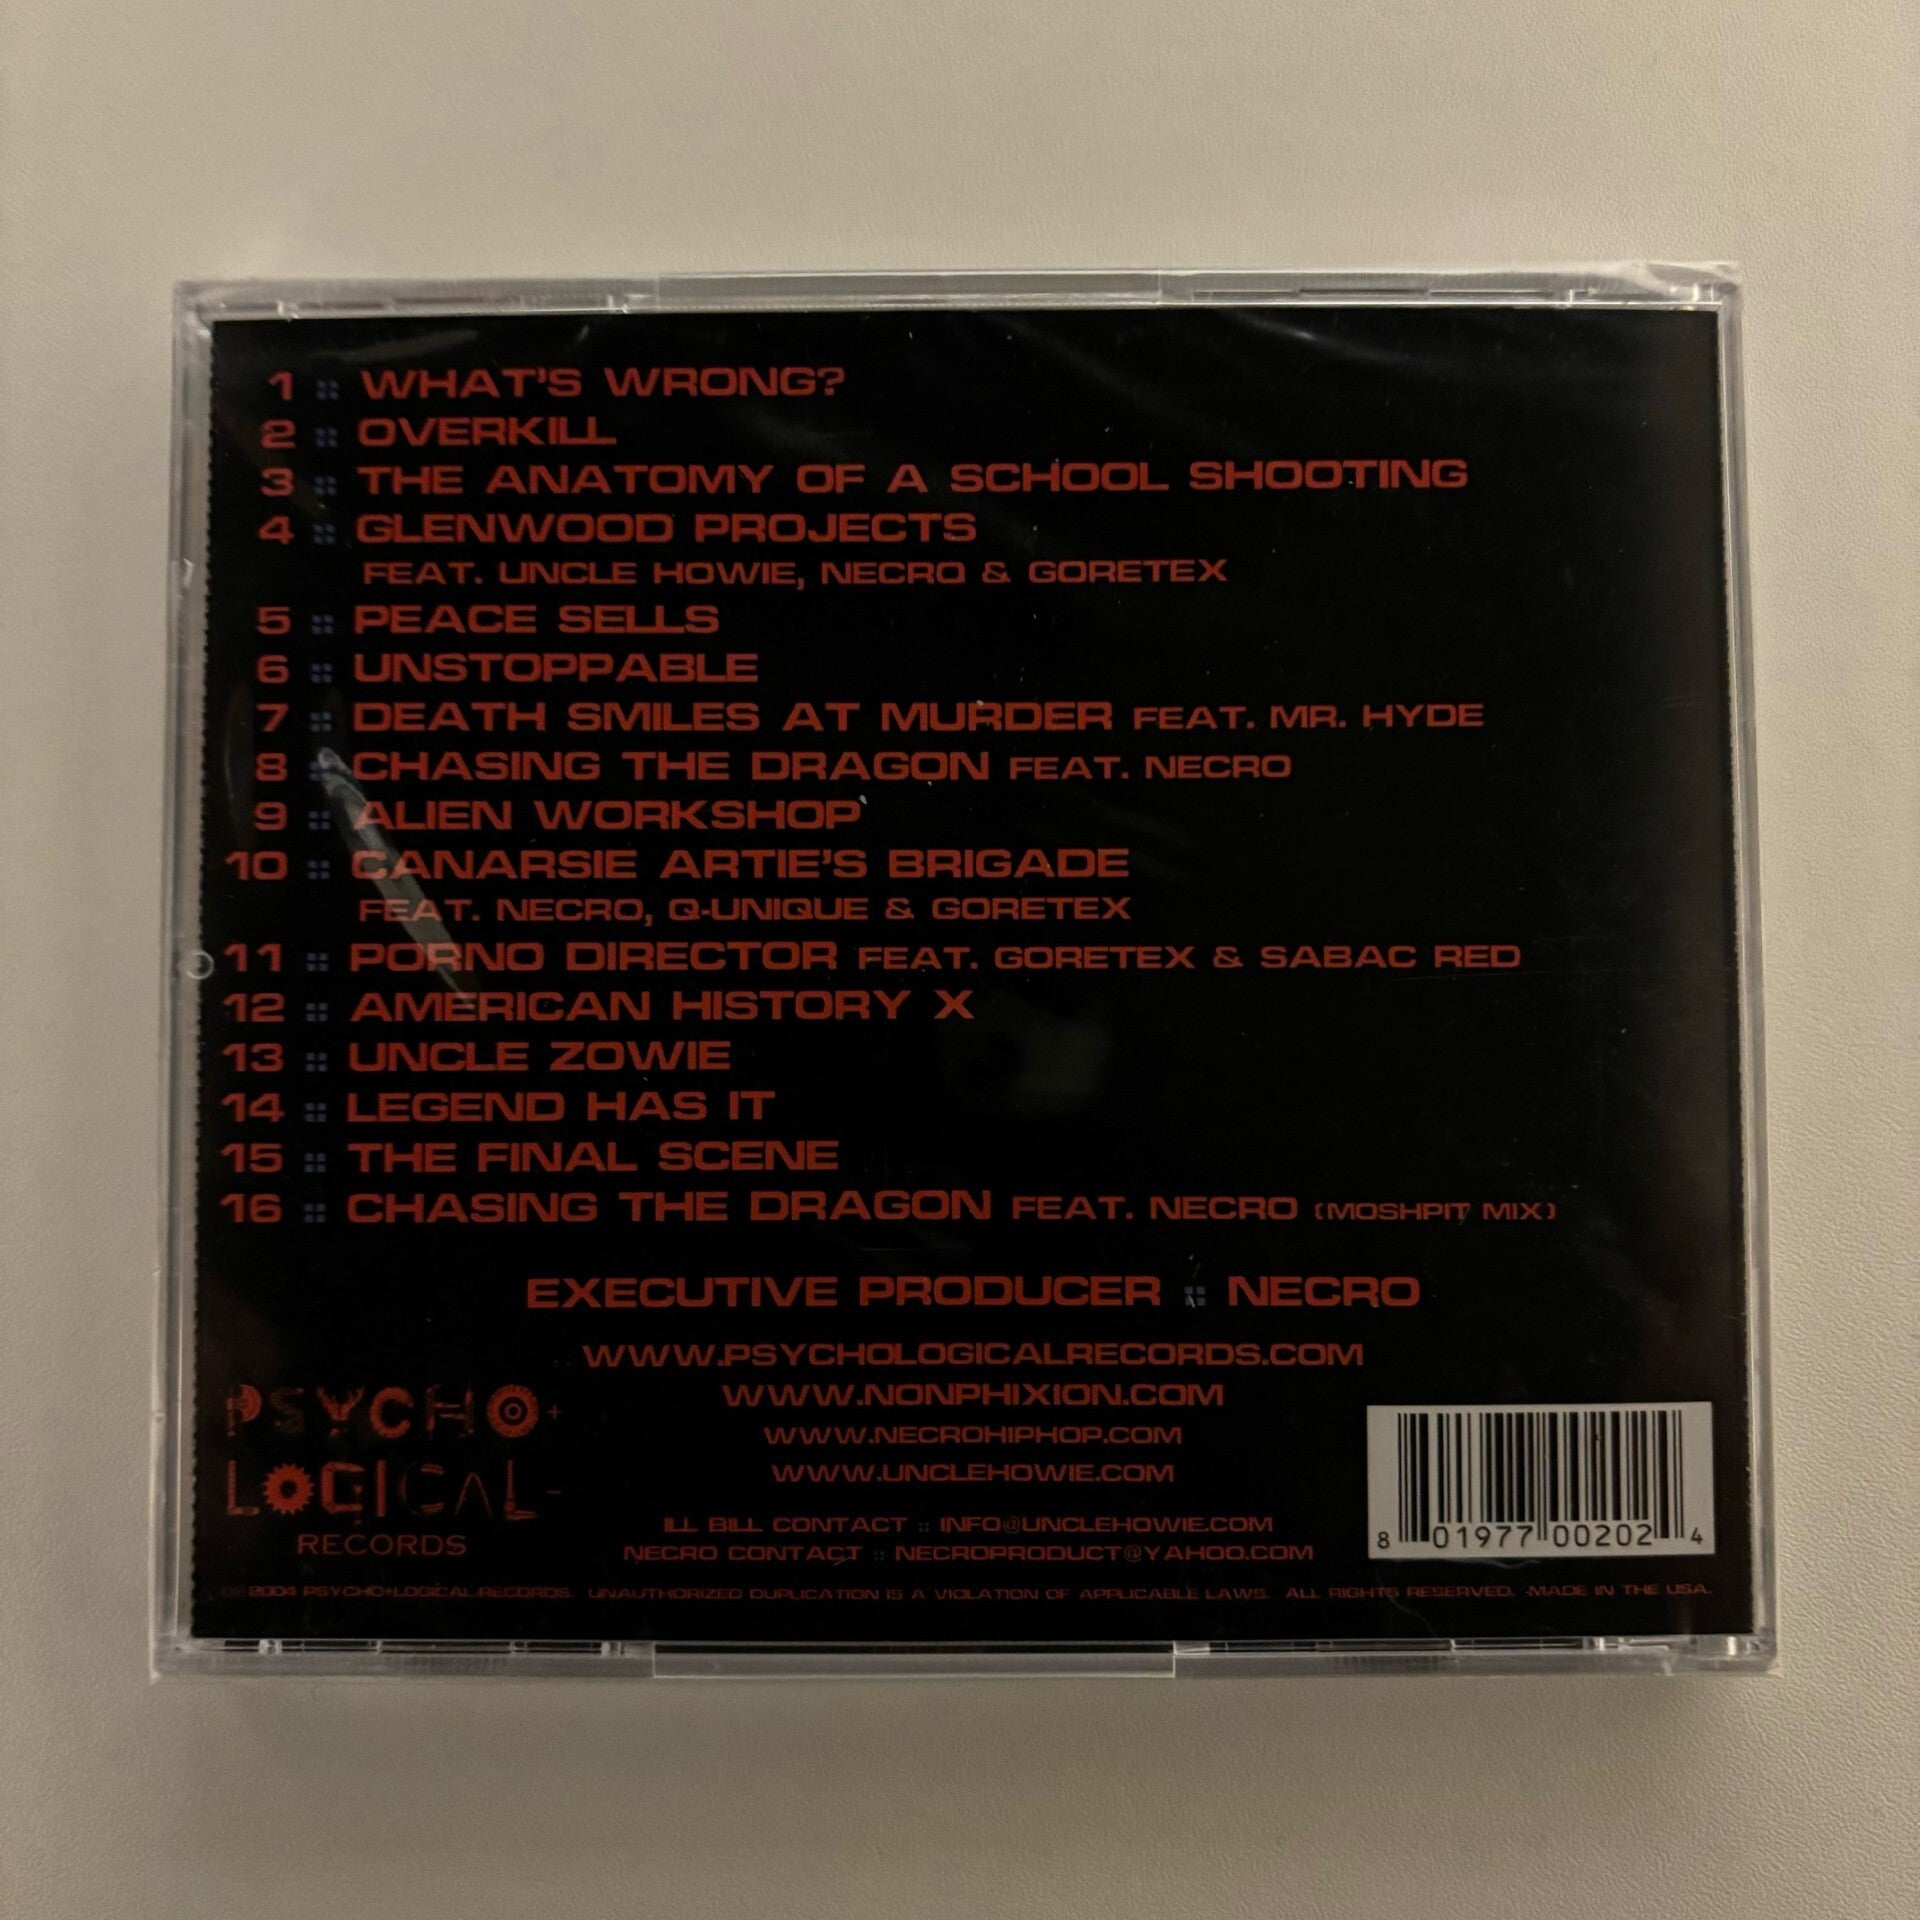 1 :: WHAT'S WRONG?
2 :: OVERKILL
3 :: THE ANATOMY OF A SCHOOL SHOOTING
4 :: GLENWOOD PROJECTS
FEAT. UNCLE HOWIE, NECRO & GORETEX
5 :: PEACE SELLS
6 :: UNSTOPPABLE
7 :: DEATH SMILES AT MURDER FEAT. MR. HYDE
8 :: CHASING THE DRAGON FEAT. NECRO
9 :: ALIEN WORKSHOP
10 :: CANARSIE ARTIE'S BRIGADE
FEAT. NECRO, Q-UNIQUE & GORETEX
11 :: PORNO DIRECTOR FEAT. GORETEX & SABAC RED
12 :: AMERICAN HISTORY X
13 :: UNCLE ZOWIE
14 :: LEGEND HAS IT
15 :: THE FINAL SCENE
16 :: CHASING THE DRAGON FEAT. NECRO (MOSHPIT MIX)
EXECUTIVE PRODUCER :: NECRO
WWW.PSYCHOLOGICALRECORDS.COM
WWW.NONPHIXION.COM
WWW.NECROHIPHOP.COM
WWW.UNCLEHOWIE.COM
ILL BILL CONTACT :: INFO@UNCLEHOWIE.COM
NECRO CONTACT :: NECROPRODUCT@YAHOO.COM
PSYCHO+
LOGICAL-
RECORDS
8 01977 00202 4
2004 PSYCHO+LOGICAL-RECORDS. UNAUTHORIZED DUPLICATION IS A VIOLATION OF APPLICABLE LAWS. ALL RIGHTS RESERVED. MADE IN THE USA.